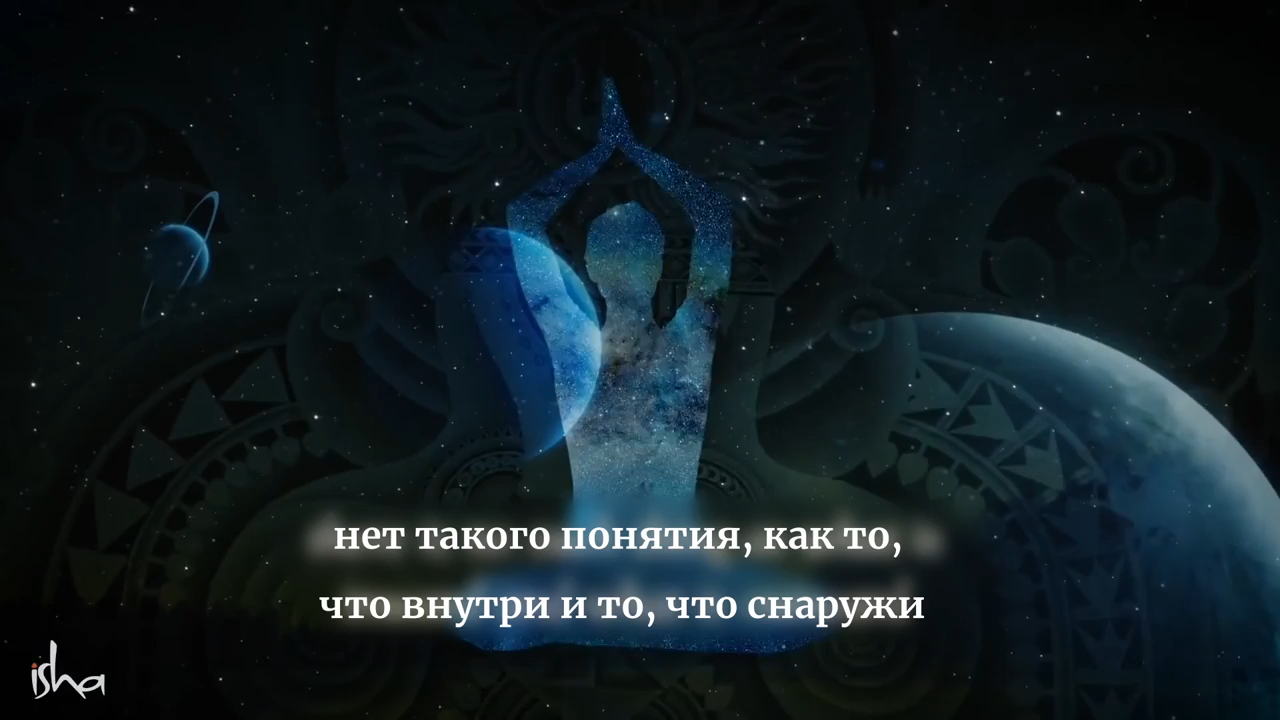 нет такого понятия, как то,
что внутри и то, что снаружи
isha